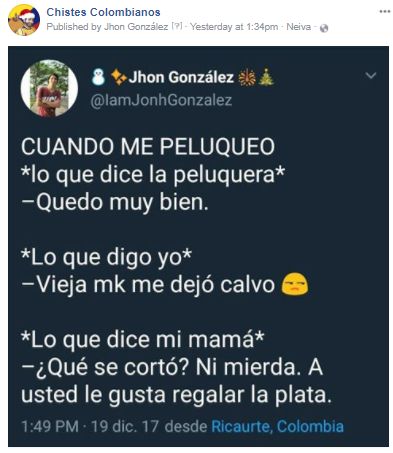 Chistes Colombianos
Published by Jhon González [?] · Yesterday at 1:34pm · Neiva ·
Jhon González
@IamJonhGonzalez
CUANDO ME PELUQUEO
*lo que dice la peluquera*
–Quedo muy bien.
*Lo que digo yo*
–Vieja mk me dejó calvo 😒
*Lo que dice mi mamá*
–¿Qué se cortó? Ni mierda. A
usted le gusta regalar la plata.
1:49 PM · 19 dic. 17 desde Ricaurte, Colombia